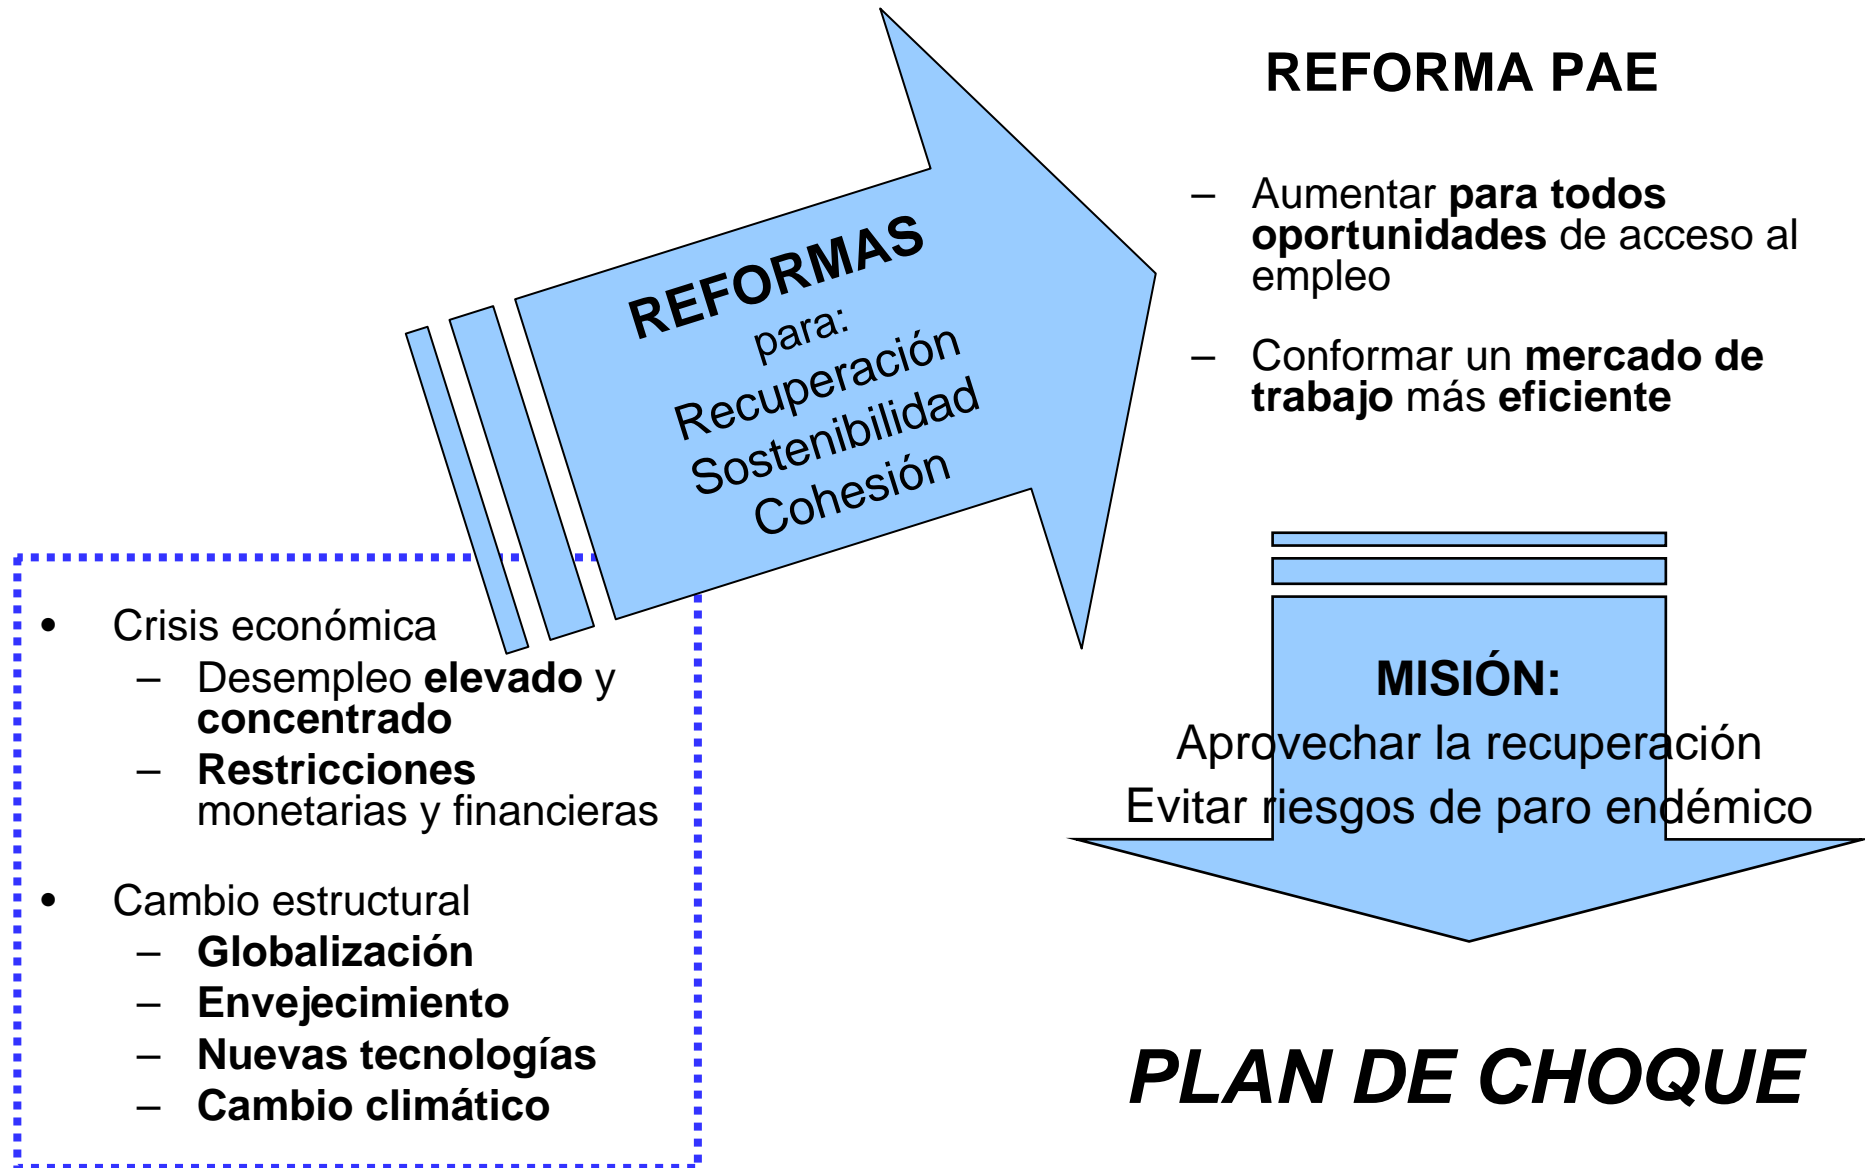 REFORMAS
para:
Recuperación
Sostenibilidad
Cohesión
REFORMA PAE
– Aumentar para todos
oportunidades de acceso al
empleo
– Conformar un mercado de
trabajo más eficiente
• Crisis económica
– Desempleo elevado y
concentrado
– Restricciones
monetarias y financieras
• Cambio estructural
– Globalización
– Envejecimiento
– Nuevas tecnologías
– Cambio climático
MISIÓN:
Aprovechar la recuperación
Evitar riesgos de paro endémico
PLAN DE CHOQUE